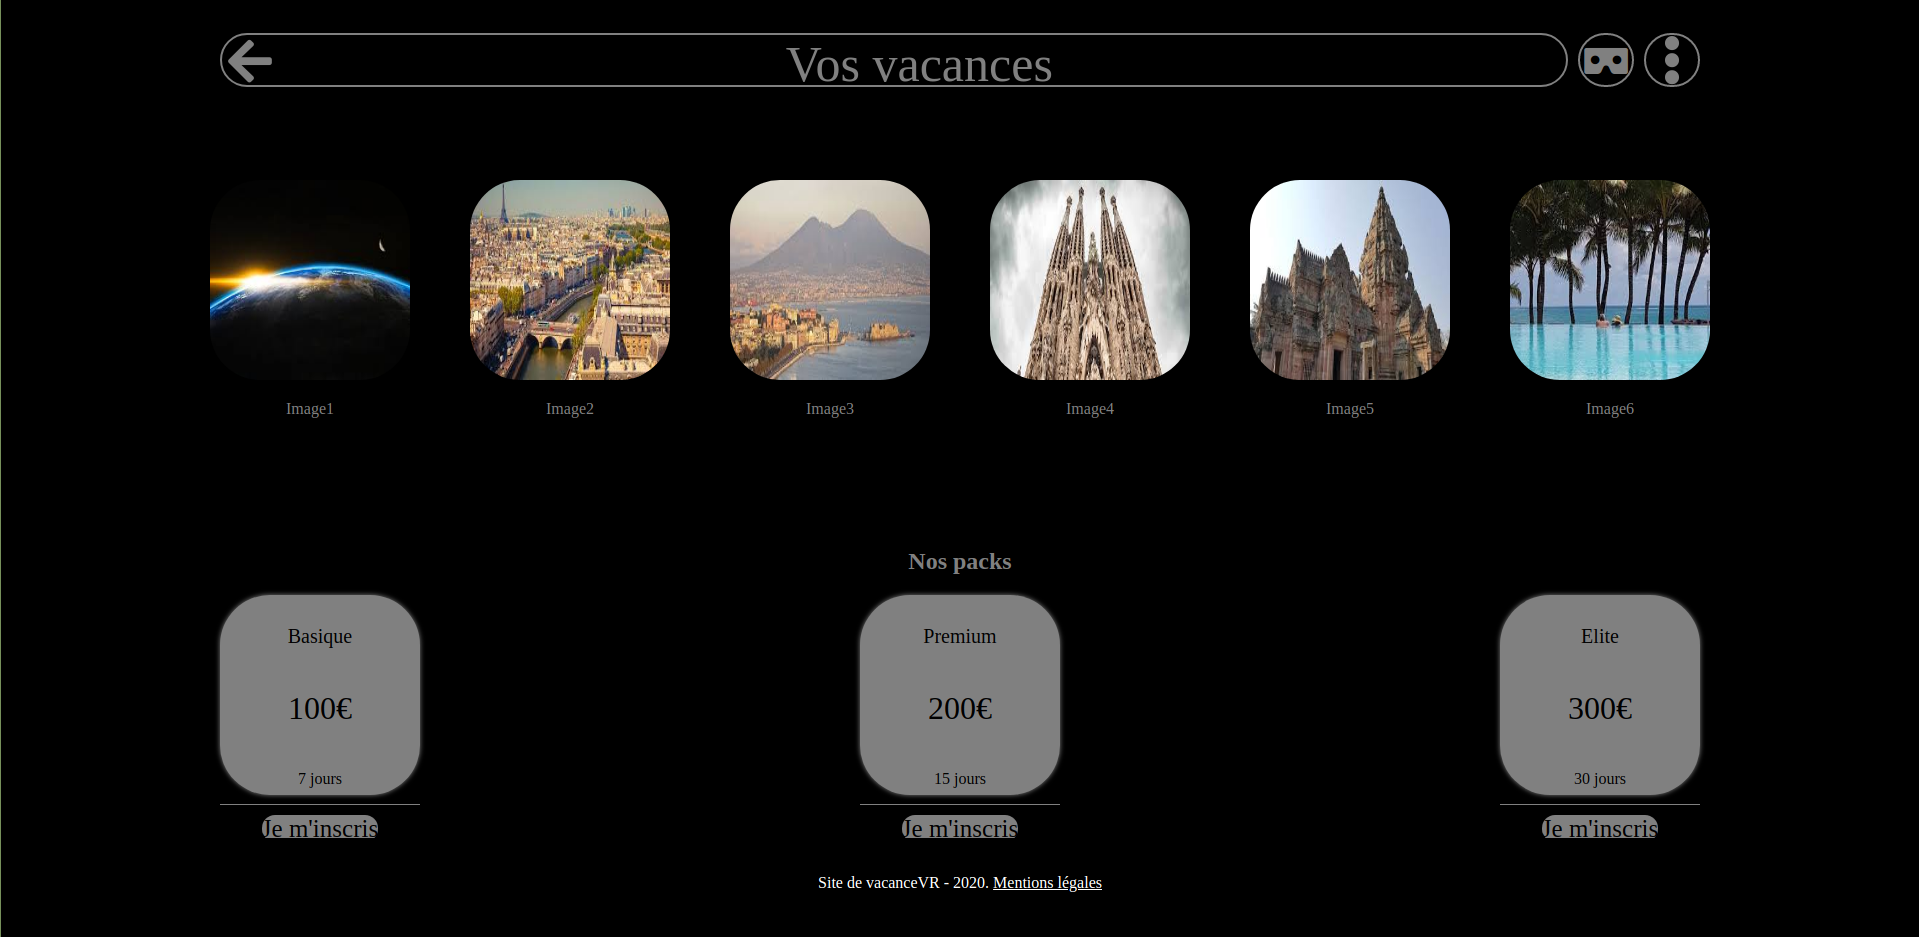 Vos vacances
Image1
Image2
Image3
Image4
Image5
Image6
Nos packs
Basique
100€
7 jours
Je m'inscris
Premium
200€
15 jours
Je m'inscris
Elite
300€
30 jours
Je m'inscris
Site de vacanceVR - 2020. Mentions légales